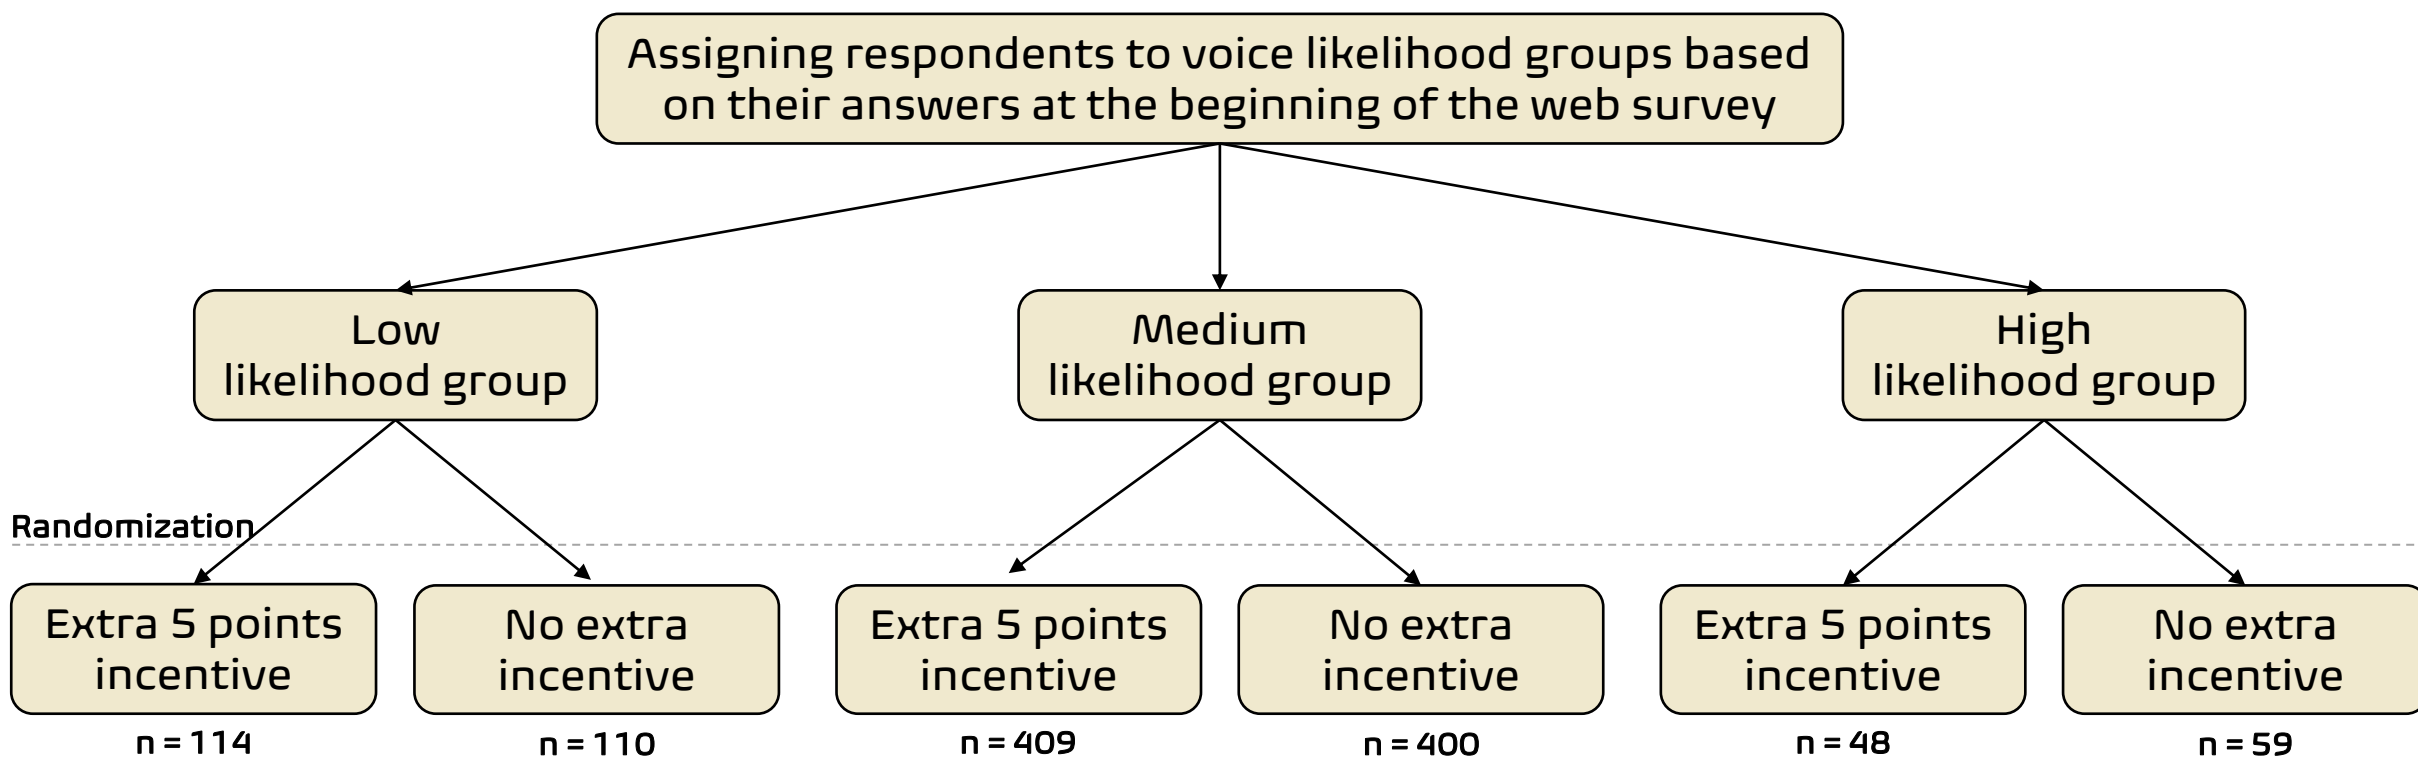 Assigning respondents to voice likelihood groups based
on their answers at the beginning of the web survey
Low
likelihood group
Medium
likelihood group
High
likelihood group
Randomization
Extra 5 points
incentive
No extra
incentive
Extra 5 points
incentive
No extra
incentive
Extra 5 points
incentive
No extra
incentive
n = 114
n = 110
n = 409
n = 400
n = 48
n = 59